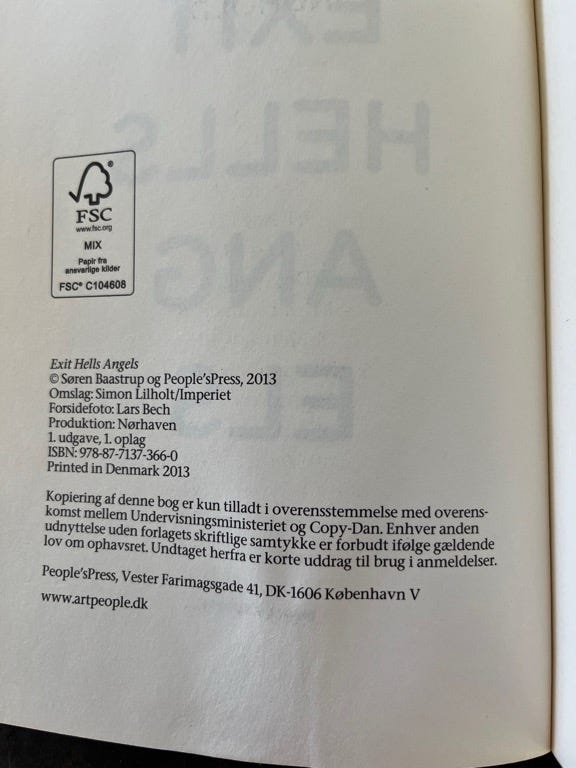 EXIT
HELLS
ANG
ELS
FSC
www.fsc.org
MIX
Papir fra
ansvarlige kilder
FSC® C104608
Exit Hells Angels
© Søren Baastrup og People'sPress, 2013
Omslag: Simon Lilholt/Imperiet
Forsidefoto: Lars Bech
Produktion: Nørhaven
1. udgave, 1. oplag
ISBN: 978-87-7137-366-0
Printed in Denmark 2013
Kopiering af denne bog er kun tilladt i overensstemmelse med overens-
komst mellem Undervisningsministeriet og Copy-Dan. Enhver anden
udnyttelse uden forlagets skriftlige samtykke er forbudt ifølge gældende
lov om ophavsret. Undtaget herfra er korte uddrag til brug i anmeldelser.
People'sPress, Vester Farimagsgade 41, DK-1606 København V
www.artpeople.dk